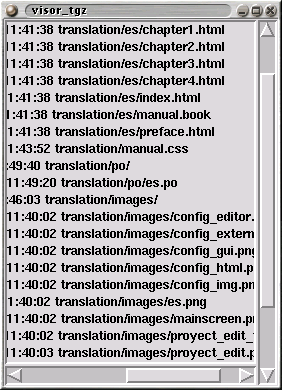 visor_tgz
11:41:38 translation/es/chapter1.html
11:41:38 translation/es/chapter2.html
11:41:38 translation/es/chapter3.html
11:41:38 translation/es/chapter4.html
1:41:38 translation/es/index.html
1:41:38 translation/es/manual.book
1:41:38 translation/es/preface.html
1:43:52 translation/manual.css
:49:40 translation/po/
11:49:20 translation/po/es.po
:46:03 translation/images/
11:40:02 translation/images/config_editor.
11:40:02 translation/images/config_extern
11:40:02 translation/images/config_gui.png
11:40:02 translation/images/config_html.p
11:40:02 translation/images/config_img.pn
1:40:02 translation/images/es.png
11:40:02 translation/images/mainscreen.p
11:40:02 translation/images/proyect_edit_
11:40:03 translation/images/proyect_edit.p